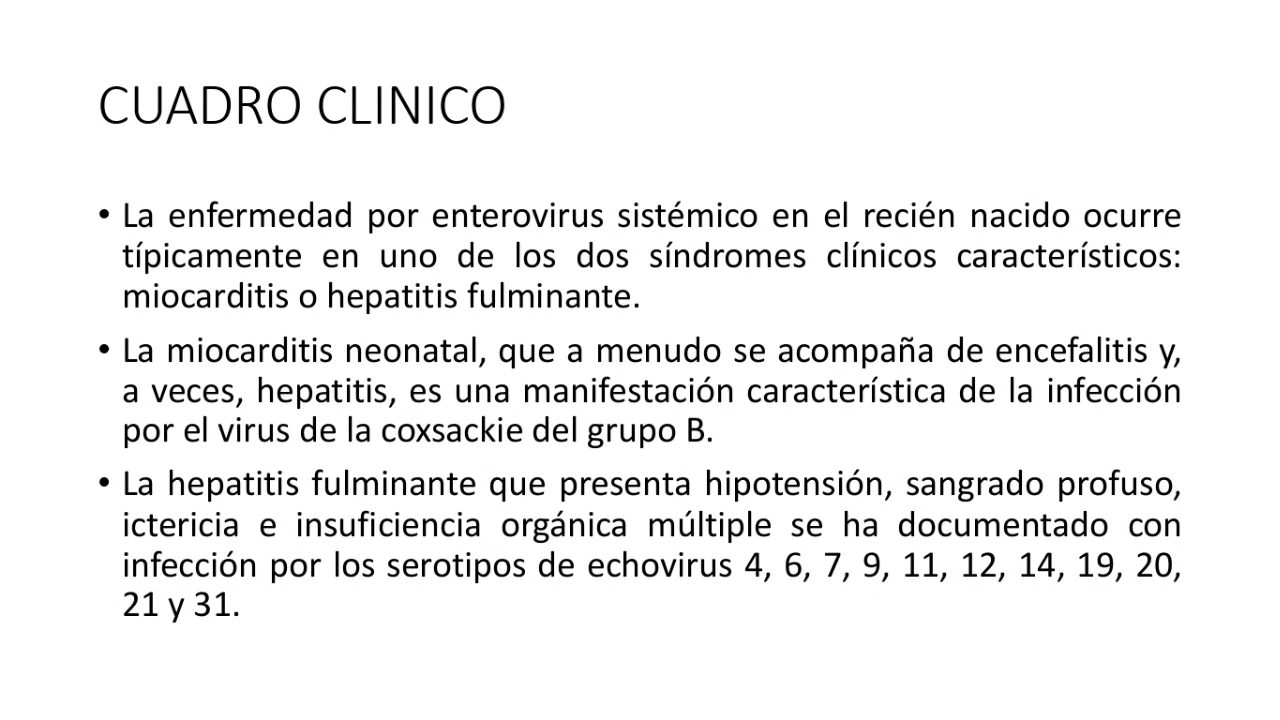 CUADRO CLINICO
• La enfermedad por enterovirus sistémico en el recién nacido ocurre
típicamente en uno de los dos síndromes clínicos característicos:
miocarditis o hepatitis fulminante.
• La miocarditis neonatal, que a menudo se acompaña de encefalitis y,
a veces, hepatitis, es una manifestación característica de la infección
por el virus de la coxsackie del grupo B.
• La hepatitis fulminante que presenta hipotensión, sangrado profuso,
ictericia e insuficiencia orgánica múltiple se ha documentado con
infección por los serotipos de echovirus 4, 6, 7, 9, 11, 12, 14, 19, 20,
21 y 31.